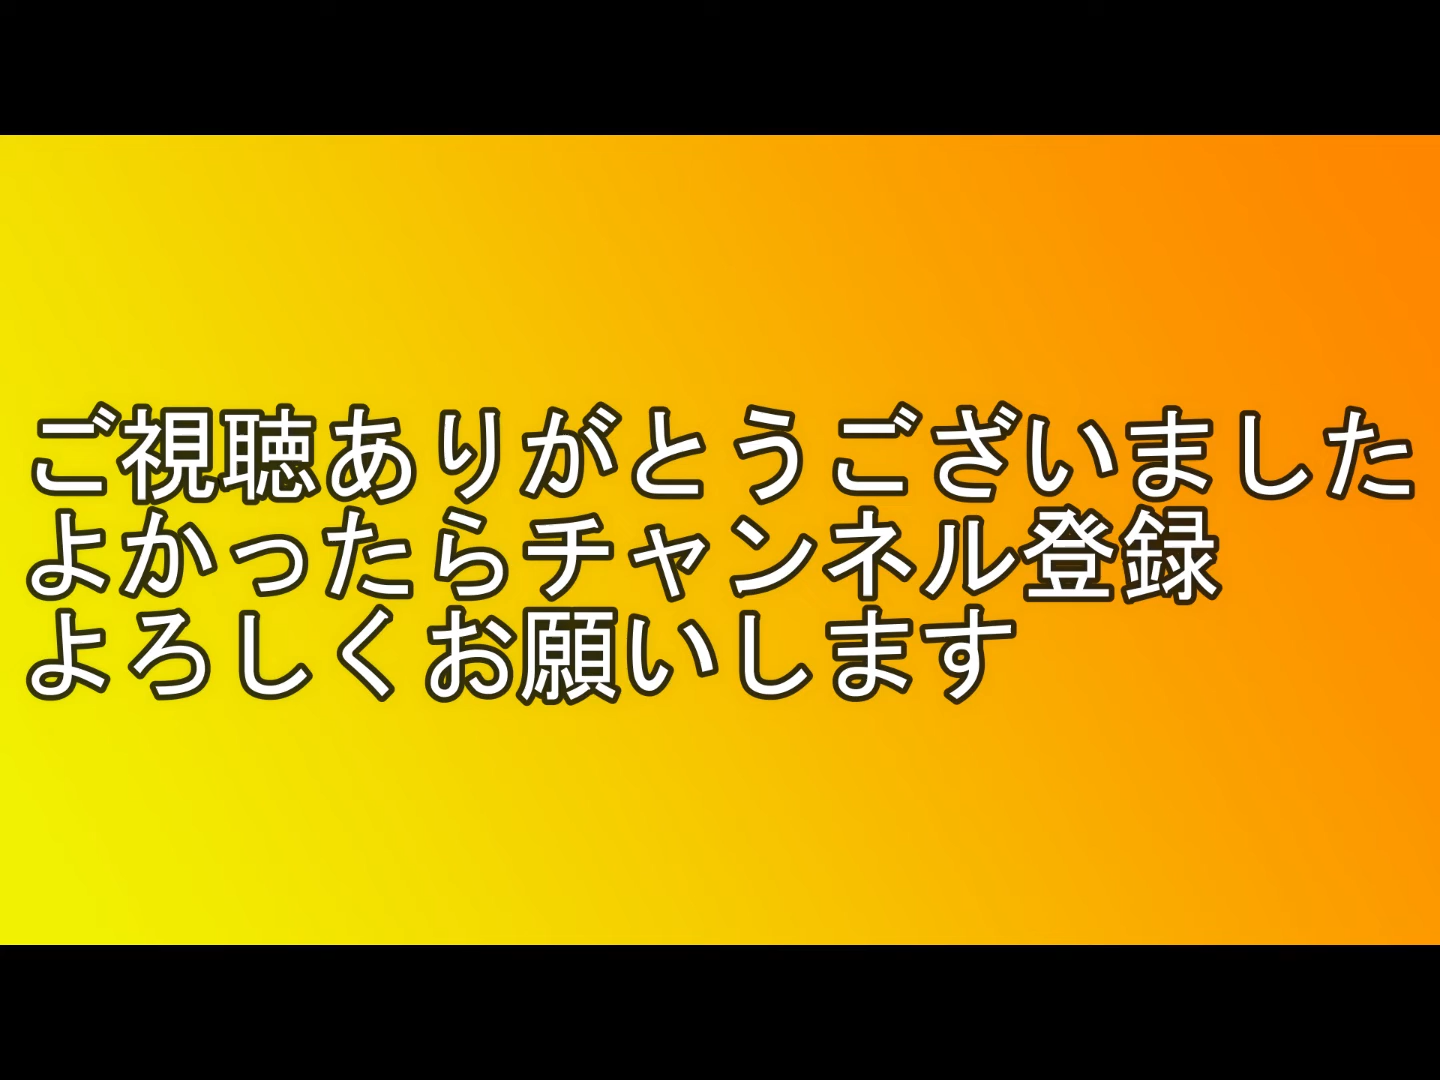 ご視聴ありがとうございました
よかったらチャンネル登録
よろしくお願いします